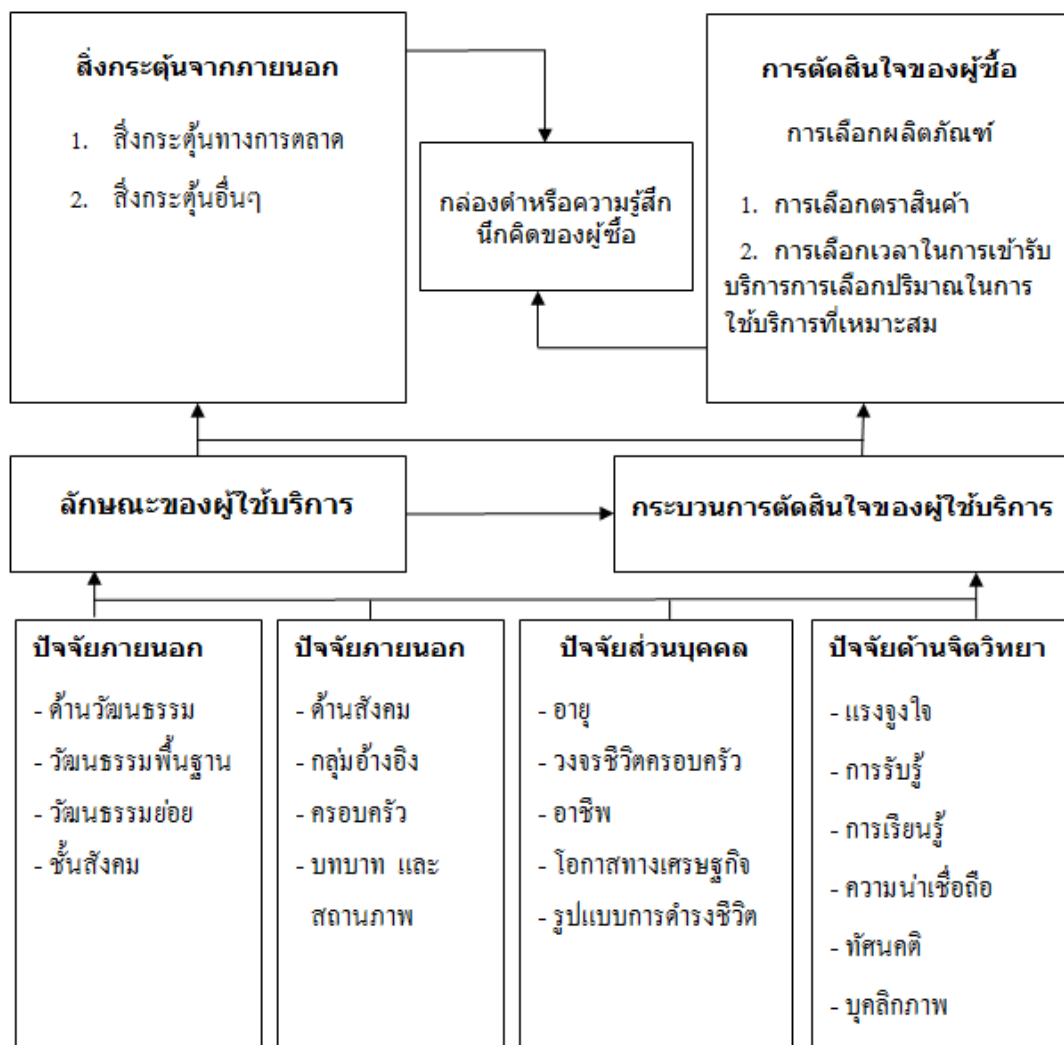 สิ่งกระตุ้นจากภายนอก
1. สิ่งกระตุ้นทางการตลาด
2. สิ่งกระตุ้นอื่นๆ
กล่องดำหรือความรู้สึก
นึกคิดของผู้ซื้อ
การตัดสินใจของผู้ซื้อ
การเลือกผลิตภัณฑ์
1. การเลือกตราสินค้า
2. การเลือกเวลาในการเข้ารับ
บริการการเลือกปริมาณในการ
ใช้บริการที่เหมาะสม
ลักษณะของผู้ใช้บริการ
กระบวนการตัดสินใจของผู้ใช้บริการ
ปัจจัยภายนอก
- ด้านวัฒนธรรม
- วัฒนธรรมพื้นฐาน
- วัฒนธรรมย่อย
- ชั้นสังคม
ปัจจัยภายนอก
- ด้านสังคม
- กลุ่มอ้างอิง
- ครอบครัว
- บทบาท และ
สถานภาพ
ปัจจัยส่วนบุคคล
- อายุ
- วงจรชีวิตครอบครัว
- อาชีพ
- โอกาสทางเศรษฐกิจ
- รูปแบบการดำรงชีวิต
ปัจจัยด้านจิตวิทยา
- แรงจูงใจ
- การรับรู้
- การเรียนรู้
- ความน่าเชื่อถือ
- ทัศนคติ
- บุคลิกภาพ